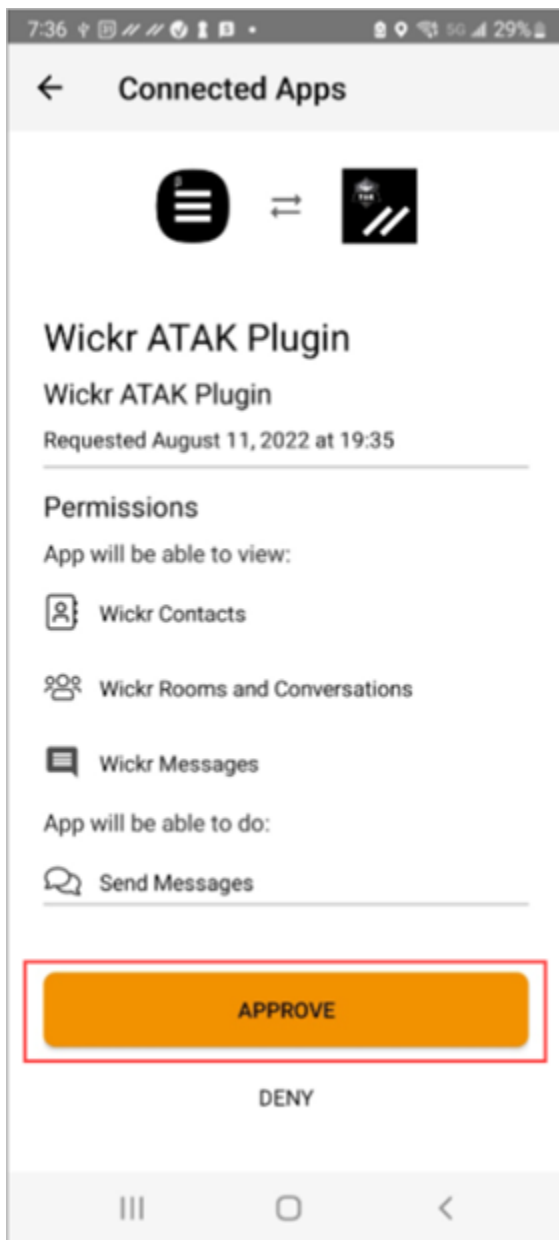 7:36 5G 29%
Connected Apps
Wickr ATAK Plugin
Wickr ATAK Plugin
Requested August 11, 2022 at 19:35
Permissions
App will be able to view:
Wickr Contacts
Wickr Rooms and Conversations
Wickr Messages
App will be able to do:
Send Messages
APPROVE
DENY